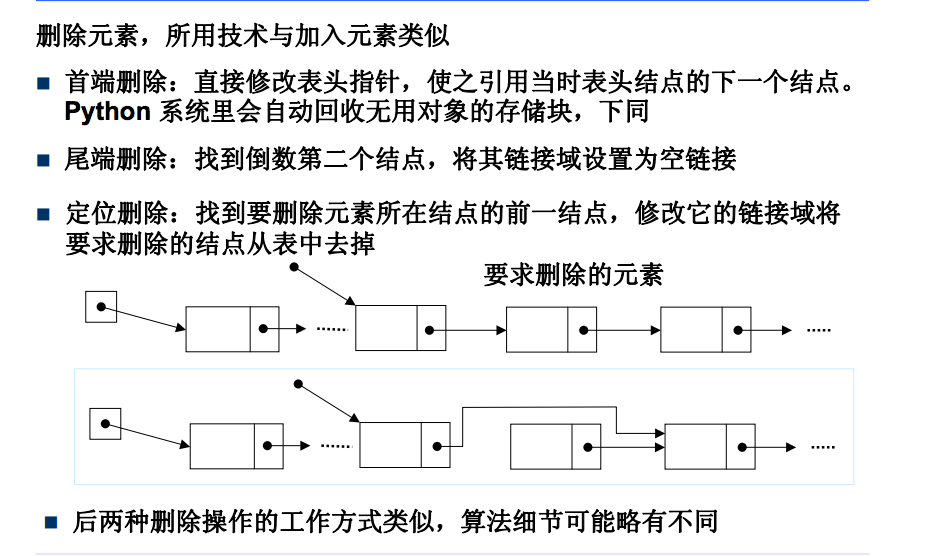 删除元素，所用技术与加入元素类似
■ 首端删除：直接修改表头指针，使之引用当时表头结点的下一个结点。
Python 系统里会自动回收无用对象的存储块，下同
■ 尾端删除：找到倒数第二个结点，将其链接域设置为空链接
■ 定位删除：找到要删除元素所在结点的前一结点，修改它的链接域将
要求删除的结点从表中去掉
要求删除的元素
■ 后两种删除操作的工作方式类似，算法细节可能略有不同